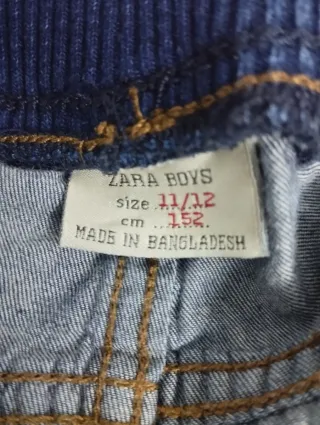 ZARA BOYS
size 11/12
cm 152
MADE IN BANGLADESH